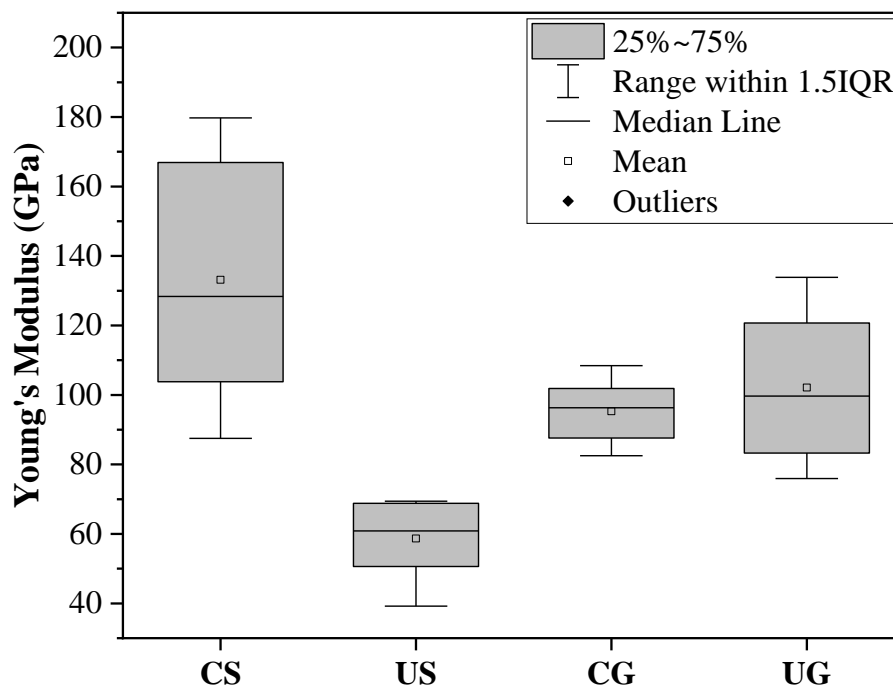 Young's Modulus (GPa)
200
180
160
140
120
100
80
60
40
25%~75%
Range within 1.5IQR
Median Line
Mean
Outliers
CS US CG UG